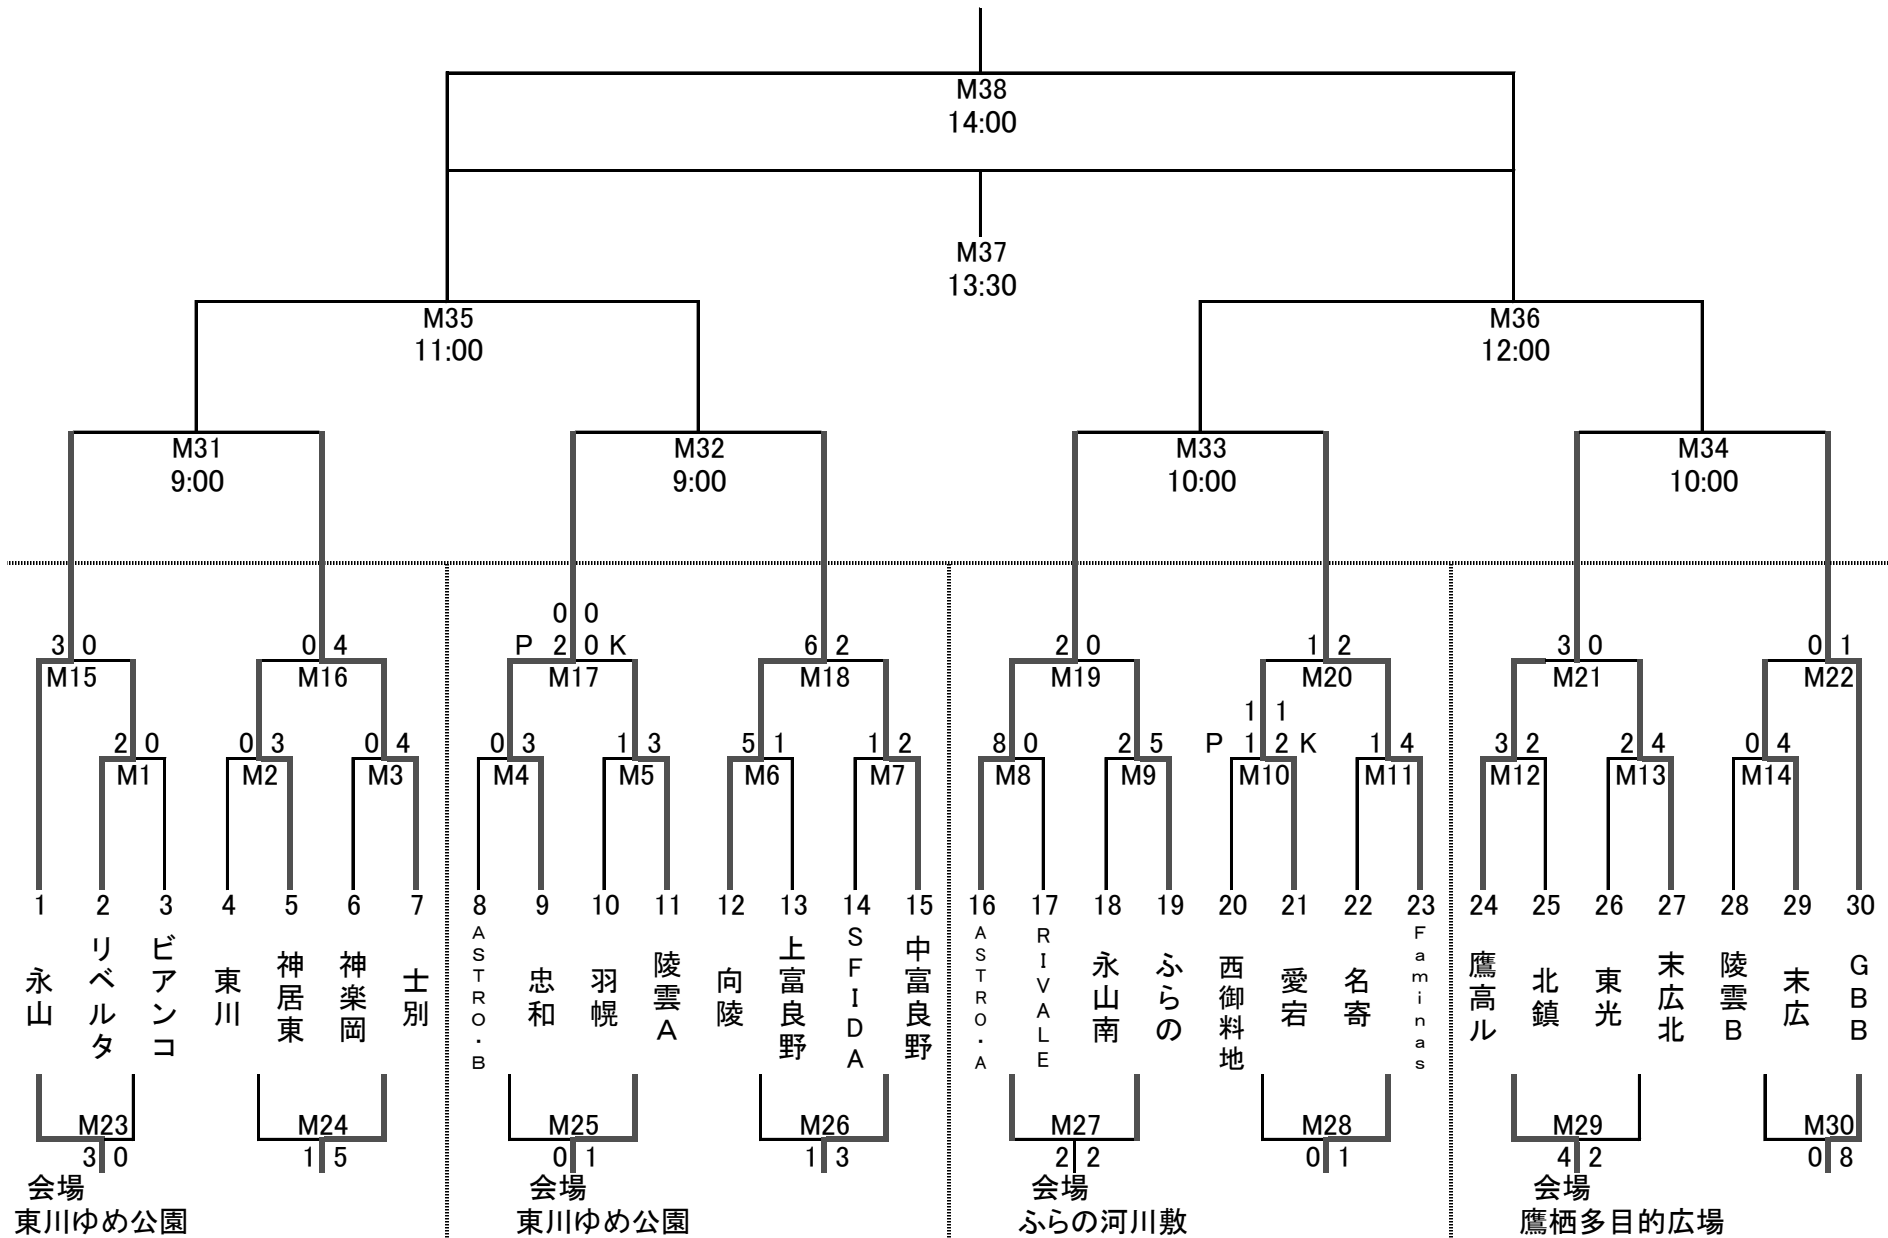 M38
14:00
M37
13:30
M35
M36
11:00
12:00
M31
M32
M33
M34
9:00
9:00
10:00
10:00
0 0
3 0
0 4
P 2 0 K
6 2
2 0
1 2
3 0
0 1
M15
M16
M17
M18
M19
M20
M21
M22
1 1
2 0
0 3
0 4
0 3
1 3
5 1
1 2
8 0
2 5
P 1 2 K
1 4
3 2
2 4
0 4
M1
M2
M3
M4
M5
M6
M7
M8
M9
M10
M11
M12
M13
M14
1
2
3
4
5
6
7
8
9
10
11
12
13
14
15
16
17
18
19
20
21
22
23
24
25
26
27
28
29
30
永山
リベルタ
ビアンコ
東川
神居東
神楽岡
士別
ASTRO・B
忠和
羽幌
陵雲A
向陵
上富良野
SFIDA
中富良野
ASTRO・A
RIVALE
永山南
ふらの
西御料地
愛宕
名寄
Faminas
鷹高ル
北鎮
東光
末広北
陵雲B
末広
GBB
M23
M24
M25
M26
M27
M28
M29
M30
3 0
1 5
0 1
1 3
2 2
0 1
4 2
0 8
会場
会場
会場
会場
東川ゆめ公園
東川ゆめ公園
ふらの河川敷
鷹栖多目的広場